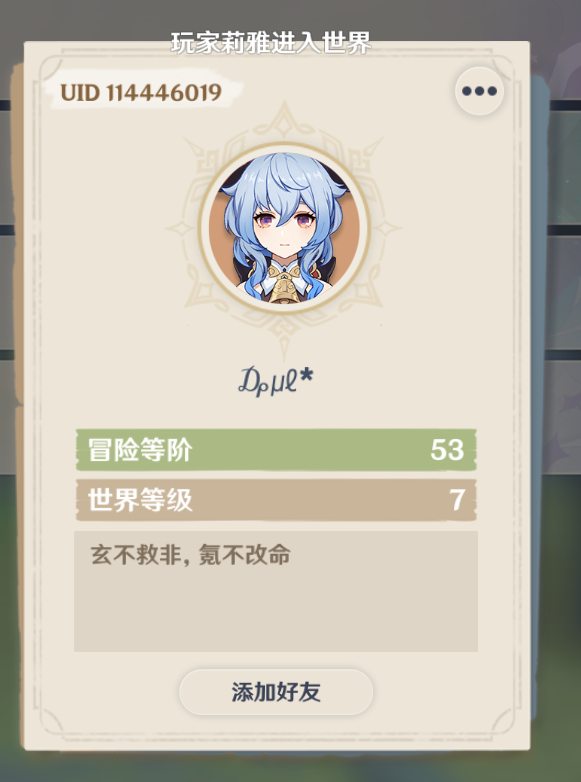 玩家莉雅进入世界
UID 114446019
Dρμℓ*
冒险等阶 53
世界等级 7
玄不救非，氪不改命
添加好友